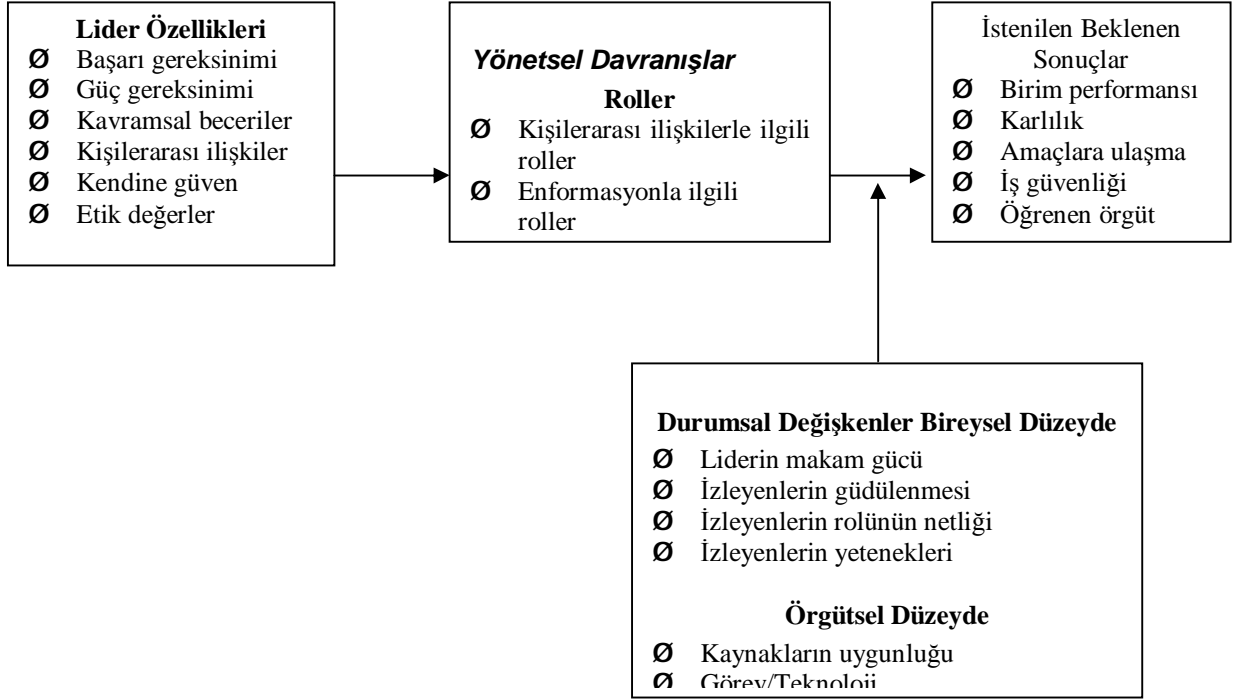 Lider Özellikleri
Ø Başarı gereksinimi
Ø Güç gereksinimi
Ø Kavramsal beceriler
Ø Kişilerarası ilişkiler
Ø Kendine güven
Ø Etik değerler
Yönetsel Davranışlar
Roller
Ø Kişilerarası ilişkilerle ilgili
roller
Ø Enformasyonla ilgili
roller
İstenilen Beklenen
Sonuçlar
Ø Birim performansı
Ø Karlılık
Ø Amaçlara ulaşma
Ø İş güvenliği
Ø Öğrenen örgüt
Durumsal Değişkenler Bireysel Düzeyde
Ø Liderin makam gücü
Ø İzleyenlerin güdülenmesi
Ø İzleyenlerin rolünün netliği
Ø İzleyenlerin yetenekleri
Örgütsel Düzeyde
Ø Kaynakların uygunluğu
Ø Görev/Teknoloji